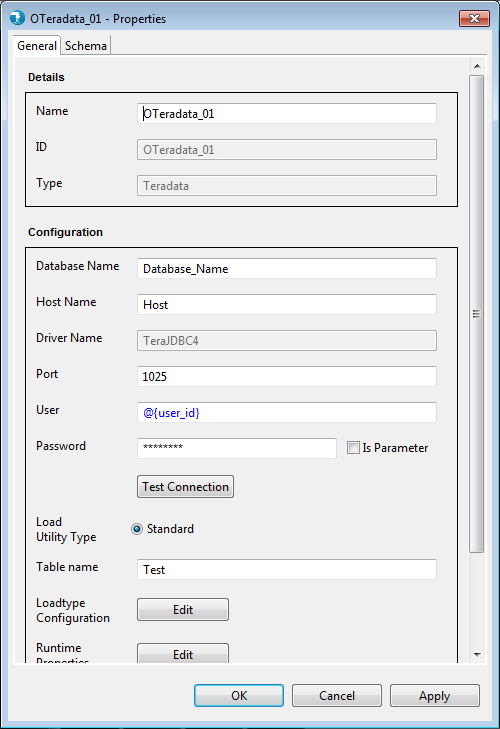 OTeradata_01 - Properties
General Schema
Details
Name OTeradata_01
ID OTeradata_01
Type Teradata
Configuration
Database Name Database_Name
Host Name Host
Driver Name TeraJDBC4
Port 1025
User @{user_id}
Password ******** Is Parameter
Test Connection
Load
Utility Type Standard
Table name Test
Loadtype
Configuration Edit
Runtime
Properties Edit
OK Cancel Apply